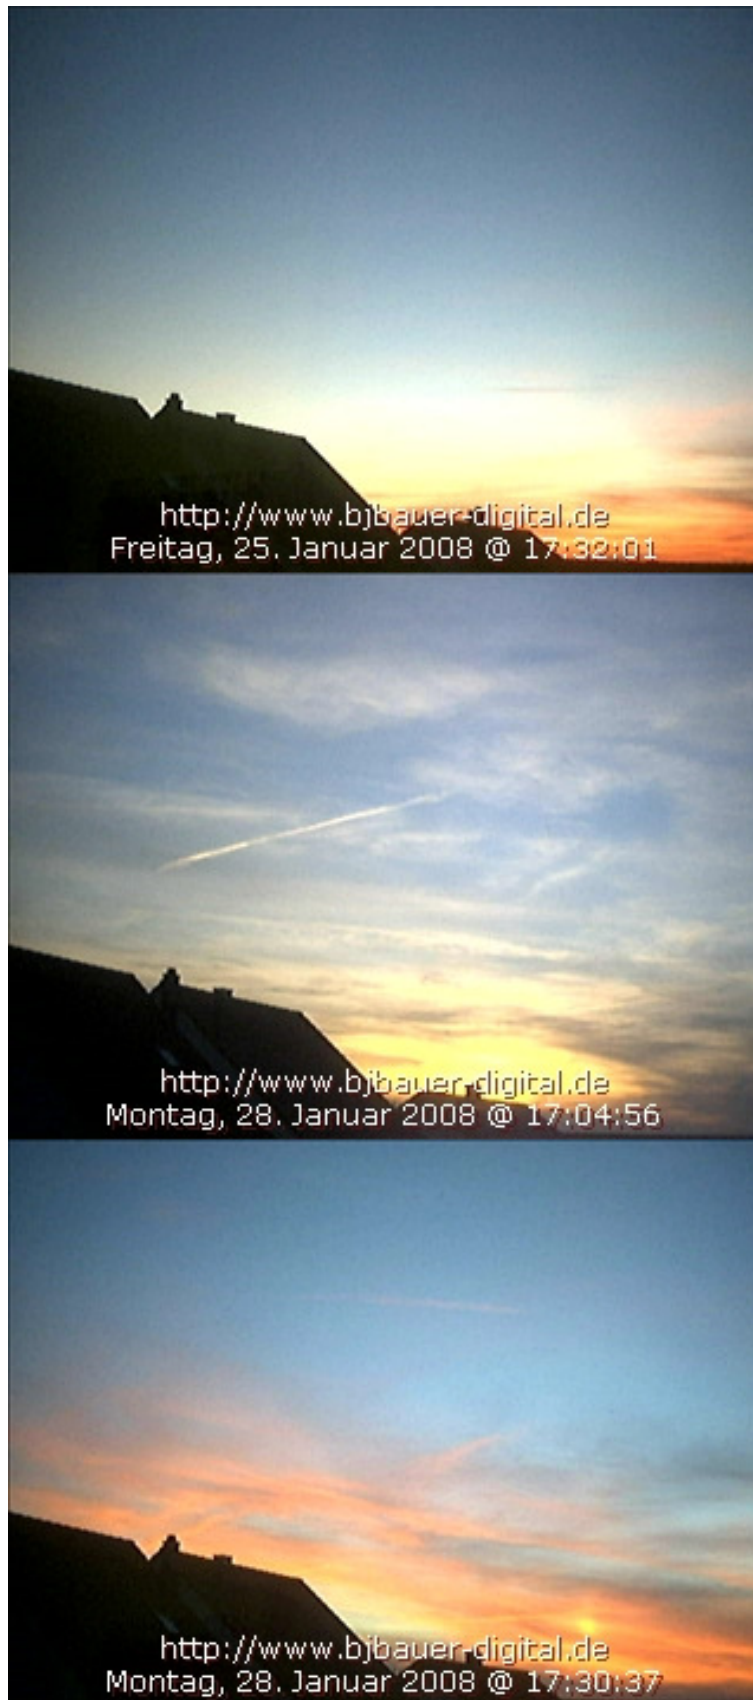 http://www.bjbauer-digital.de
Freitag, 25. Januar 2008 @ 17:32:01
http://www.bjbauer-digital.de
Montag, 28. Januar 2008 @ 17:04:56
http://www.bjbauer-digital.de
Montag, 28. Januar 2008 @ 17:30:37